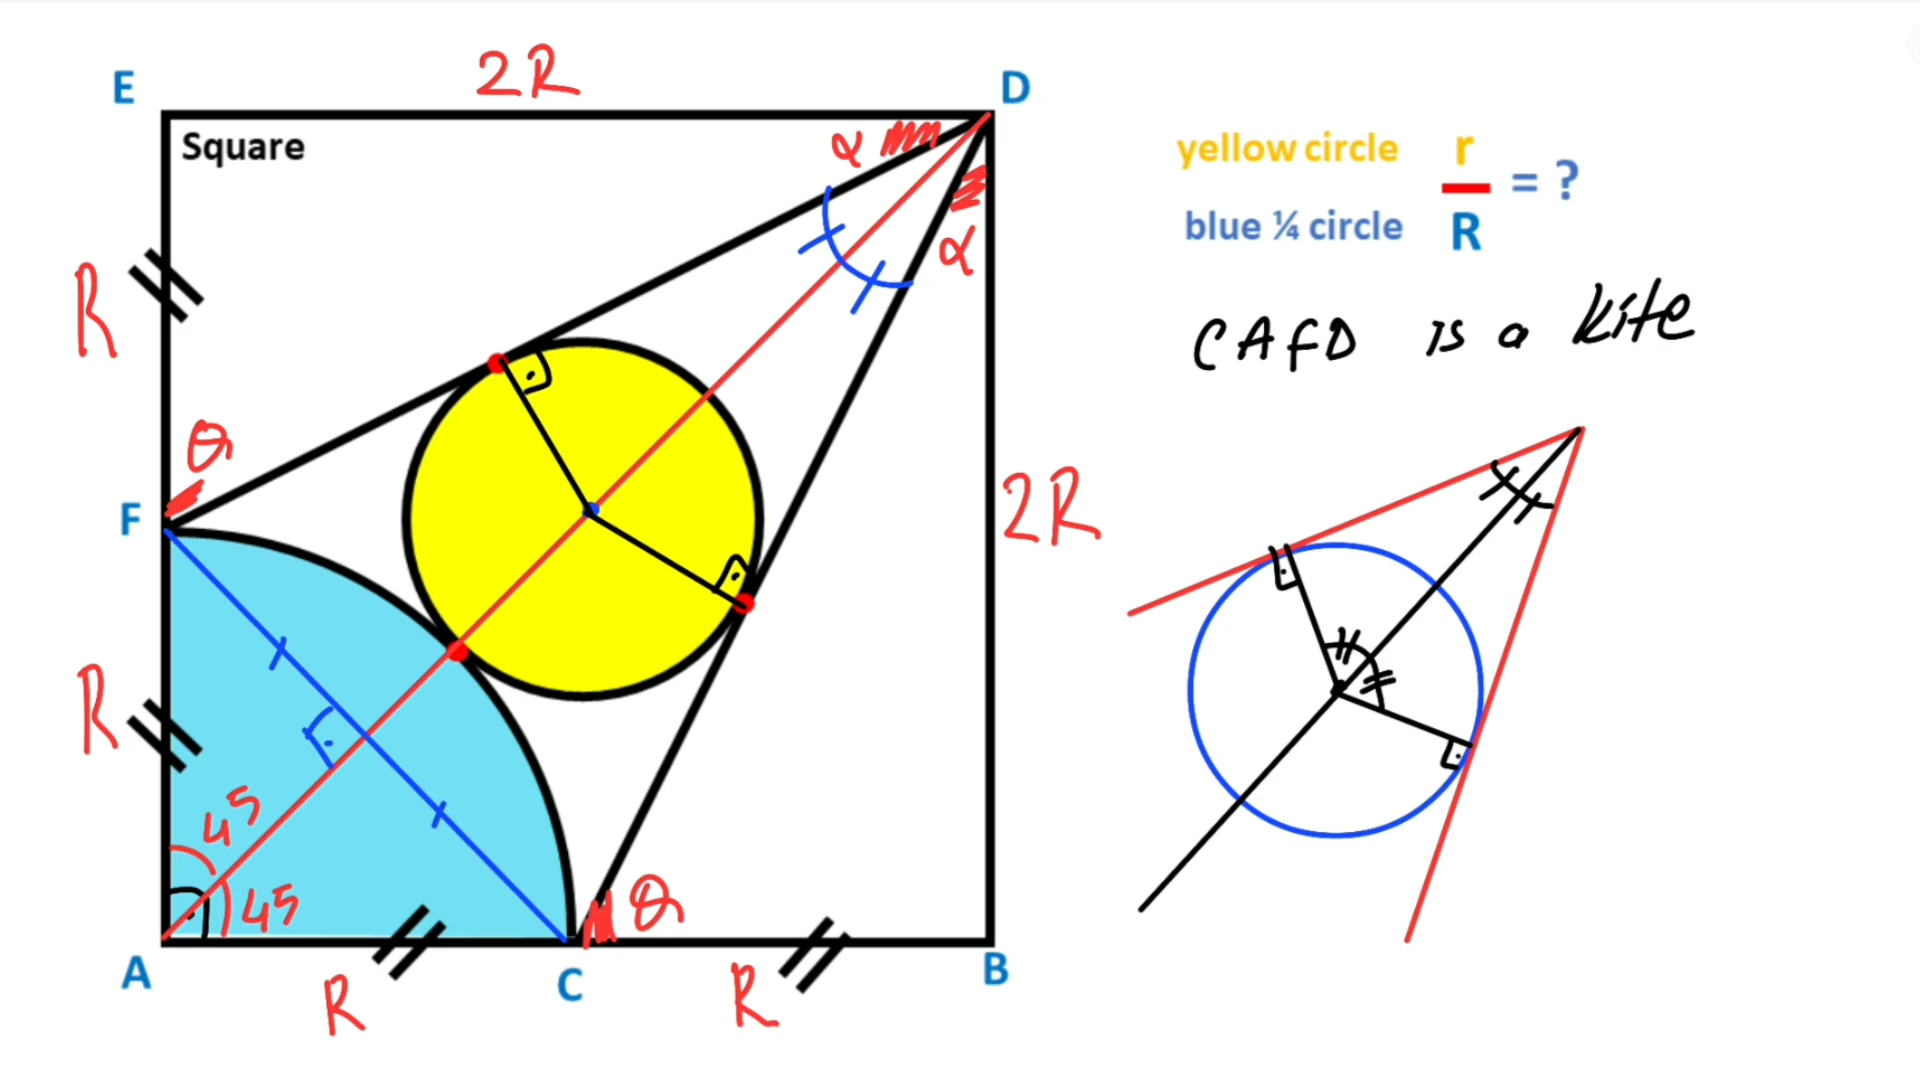 2R
E
D
Square
α
α
yellow circle r
blue ¼ circle R = ?
R
CAFD is a kite
θ
F
2R
R
45
45
θ
A
R
C
R
B